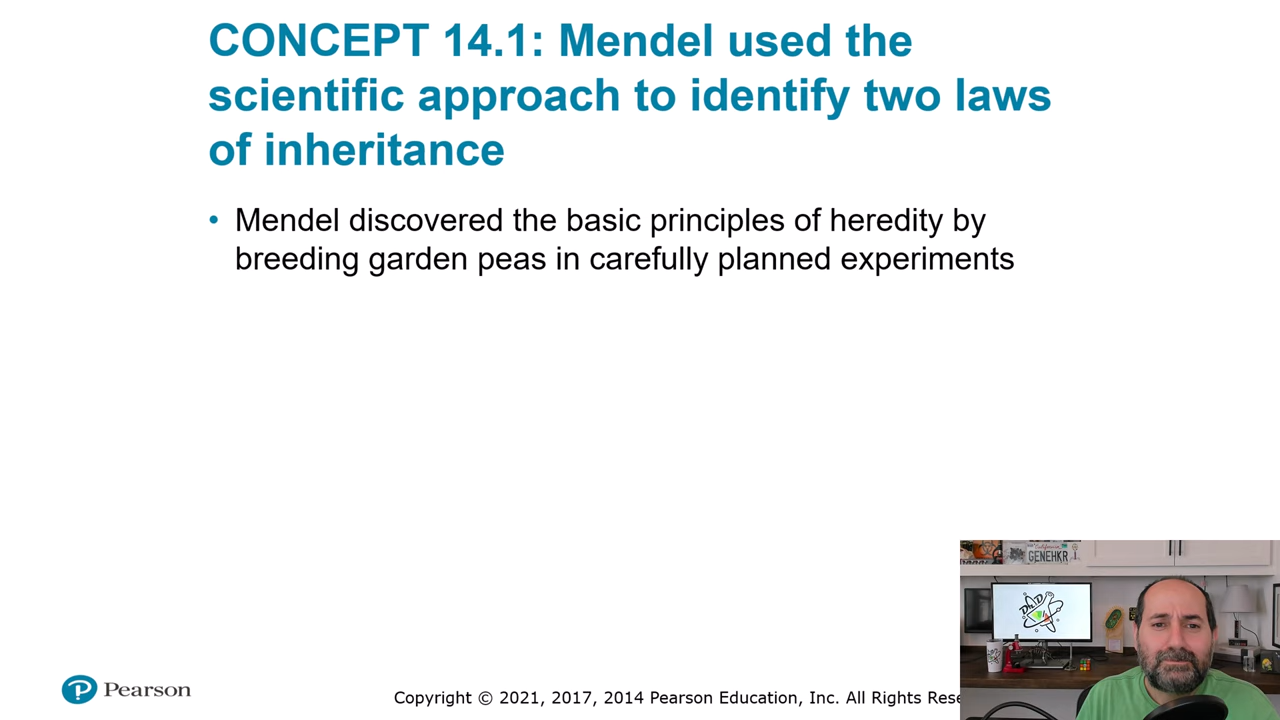 CONCEPT 14.1: Mendel used the
scientific approach to identify two laws
of inheritance
• Mendel discovered the basic principles of heredity by
breeding garden peas in carefully planned experiments
California
GENEHKR
Pearson
Copyright © 2021, 2017, 2014 Pearson Education, Inc. All Rights Rese